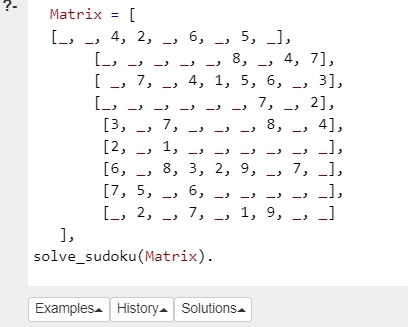 ?-
Matrix = [
[_, _, 4, 2, _, 6, _, 5, _],
[_, _, _, _, _, 8, _, 4, 7],
[ _, 7, _, 4, 1, 5, 6, _, 3],
[_, _, _, _, _, _, 7, _, 2],
[3, _, 7, _, _, _, 8, _, 4],
[2, _, 1, _, _, _, _, _, _],
[6, _, 8, 3, 2, 9, _, 7, _],
[7, 5, _, 6, _, _, _, _, _],
[_, 2, _, 7, _, 1, 9, _, _]
],
solve_sudoku(Matrix).
Examples History Solutions